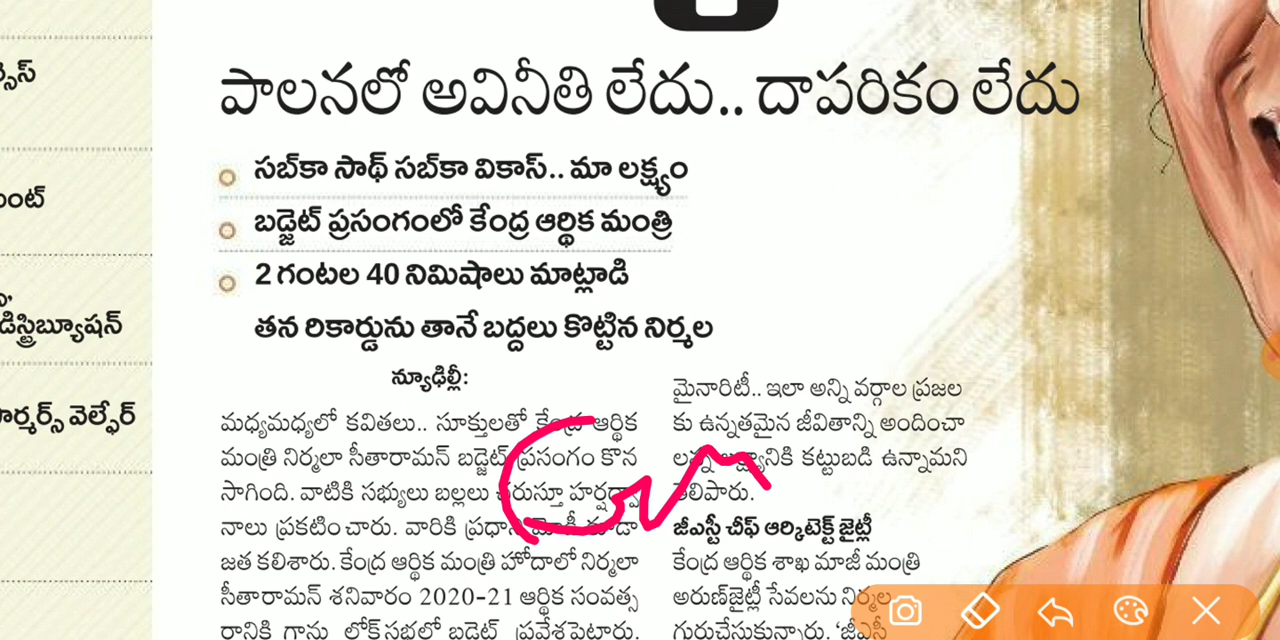 ర్సేస్
మెంట్
డిస్ట్రిబ్యూషన్
ఫార్మర్స్ వెల్ఫేర్
పాలనలో అవినీతి లేదు.. దాపరికం లేదు
సబ్‌కా సాథ్ సబ్‌కా వికాస్.. మా లక్ష్యం
బడ్జెట్ ప్రసంగంలో కేంద్ర ఆర్థిక మంత్రి
2 గంటల 40 నిమిషాలు మాట్లాడి
తన రికార్డును తానే బద్దలు కొట్టిన నిర్మల
న్యూఢిల్లీ:
మధ్యమధ్యలో కవితలు.. సూక్తులతో కేంద్ర ఆర్థిక
మంత్రి నిర్మలా సీతారామన్ బడ్జెట్ ప్రసంగం కొన
సాగింది. వాటికి సభ్యులు బల్లలు చరుస్తూ హర్షధ్వా
నాలు ప్రకటించారు. వారికి ప్రధాని మోదీ కూడా
జత కలిశారు. కేంద్ర ఆర్థిక మంత్రి హోదాలో నిర్మలా
సీతారామన్ శనివారం 2020-21 ఆర్థిక సంవత్స
రానికి గాను లోక్‌సభలో బడ్జెట్ ప్రవేశపెట్టారు.
మైనారిటీ.. ఇలా అన్ని వర్గాల ప్రజల
కు ఉన్నతమైన జీవితాన్ని అందించా
లన్న లక్ష్యానికి కట్టుబడి ఉన్నామని
తెలిపారు.
జీఎస్టీ చీఫ్ ఆర్కిటెక్ట్ జైట్లీ
కేంద్ర ఆర్థిక శాఖ మాజీ మంత్రి
అరుణ్‌జైట్లీ సేవలను నిర్మల
గుర్తుచేసుకున్నారు. 'జీఎస్టీ